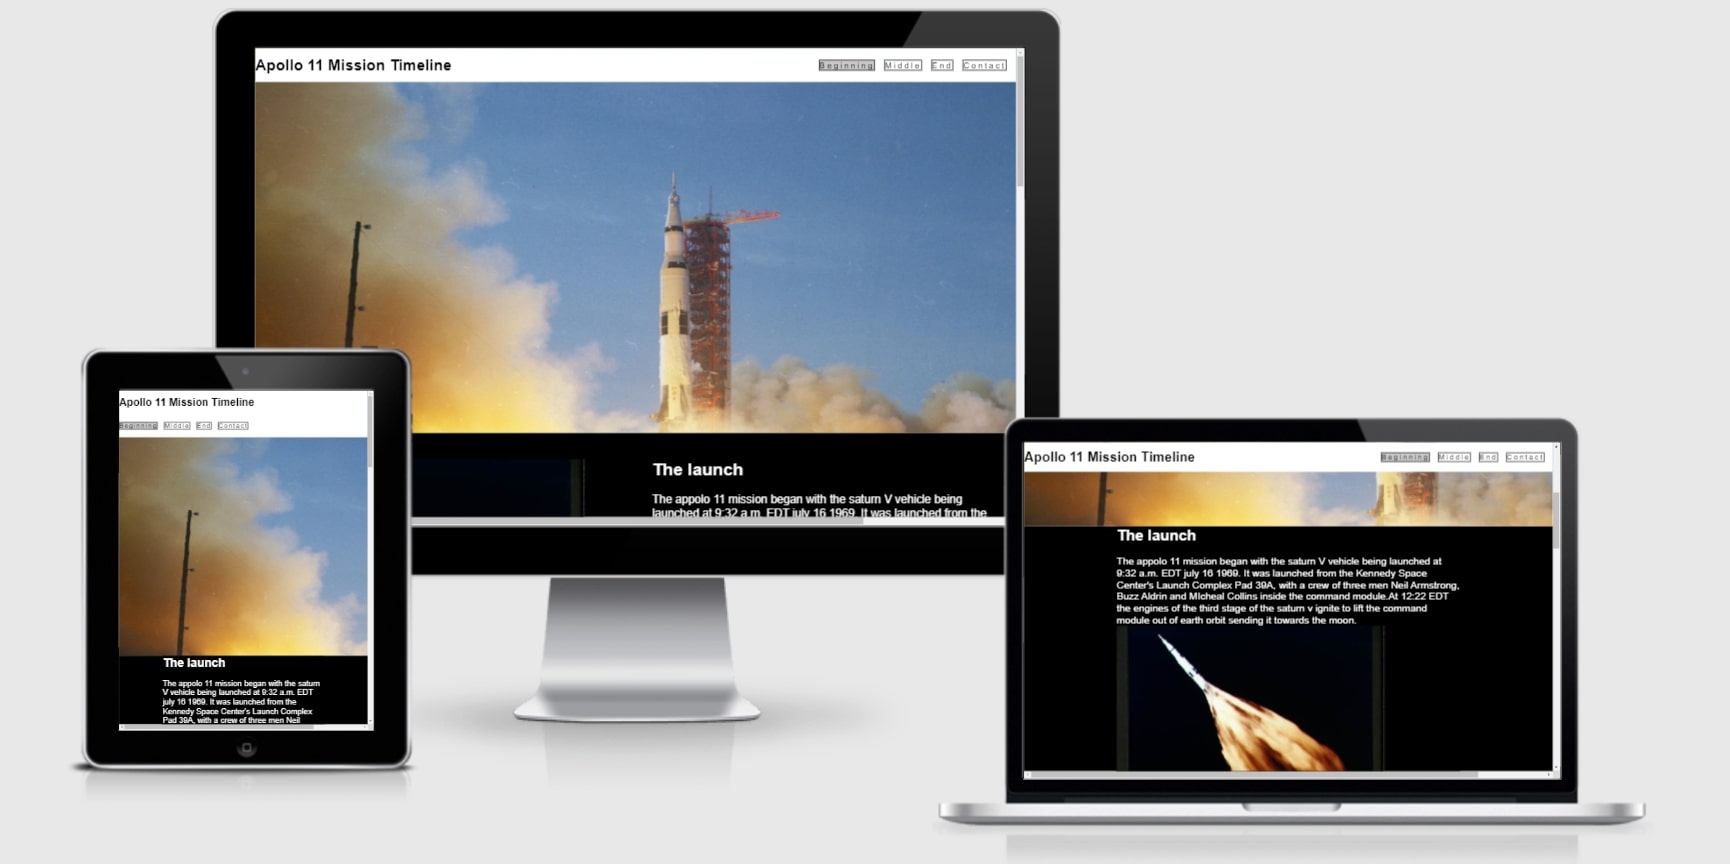 Apollo 11 Mission Timeline
Beginning Middle End Contact
The launch
The appolo 11 mission began with the saturn V vehicle being
launched at 9:32 a.m. EDT july 16 1969. It was launched from the
Apollo 11 Mission Timeline
Beginning Middle End Contact
The launch
The appolo 11 mission began with the saturn
V vehicle being launched at 9:32 a.m. EDT
july 16 1969. It was launched from the
Kennedy Space Center's Launch Complex
Pad 39A, with a crew of three men Neil
Apollo 11 Mission Timeline
Beginning Middle End Contact
The launch
The appolo 11 mission began with the saturn V vehicle being launched at
9:32 a.m. EDT july 16 1969. It was launched from the Kennedy Space
Center's Launch Complex Pad 39A, with a crew of three men Neil Armstrong,
Buzz Aldrin and MIcheal Collins inside the command module.At 12:22 EDT
the engines of the third stage of the saturn v ignite to lift the command
module out of earth orbit sending it towards the moon.